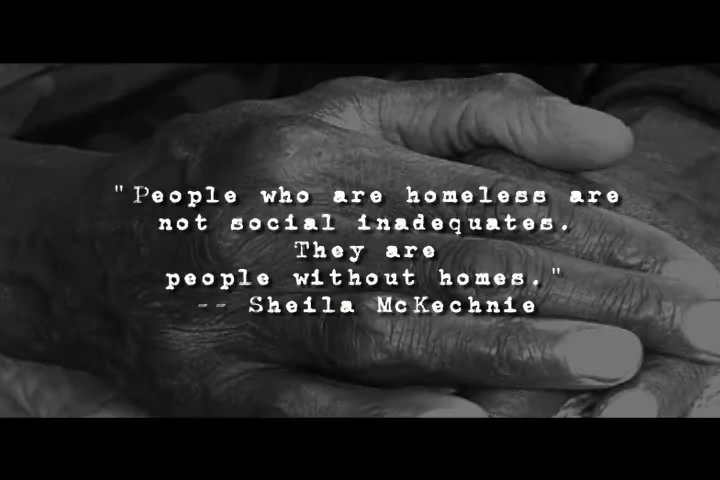 "People who are homeless are
not social inadequates.
They are
people without homes."
-- Sheila McKechnie